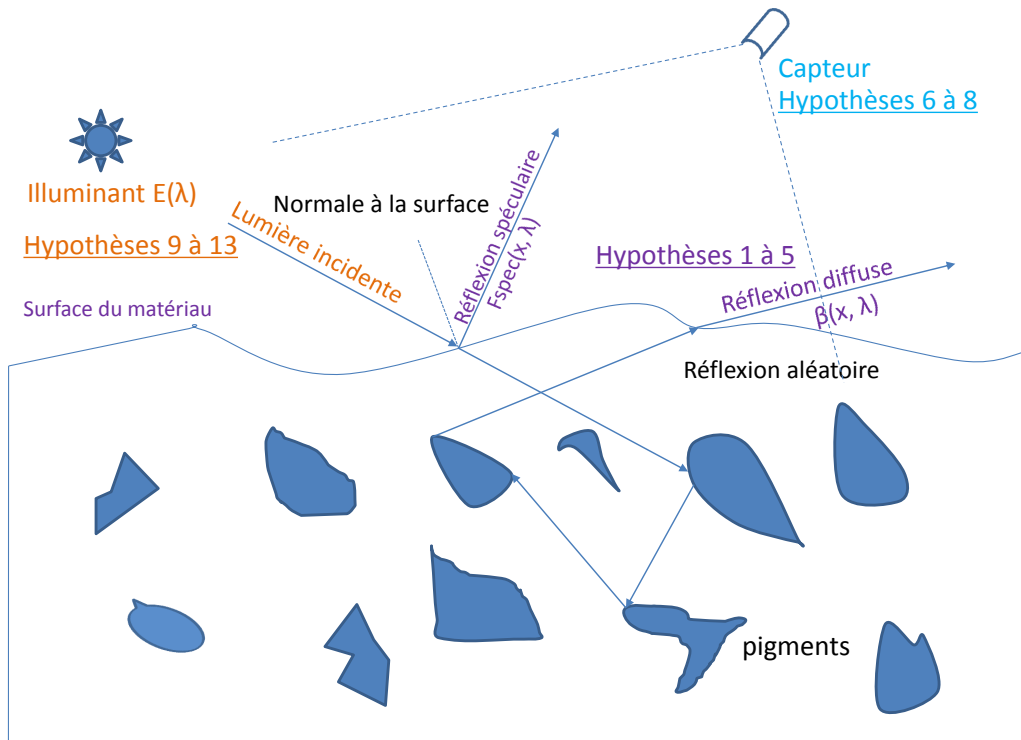 Capteur
Hypothèses 6 à 8
Illuminant E(λ)
Hypothèses 9 à 13
Normale à la surface
Lumière incidente
Réflexion spéculaire
Fspec(x, λ)
Hypothèses 1 à 5
Réflexion diffuse
β(x, λ)
Surface du matériau
Réflexion aléatoire
pigments